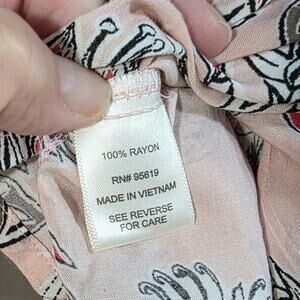 100% RAYON
RN# 95619
MADE IN VIETNAM
SEE REVERSE
FOR CARE